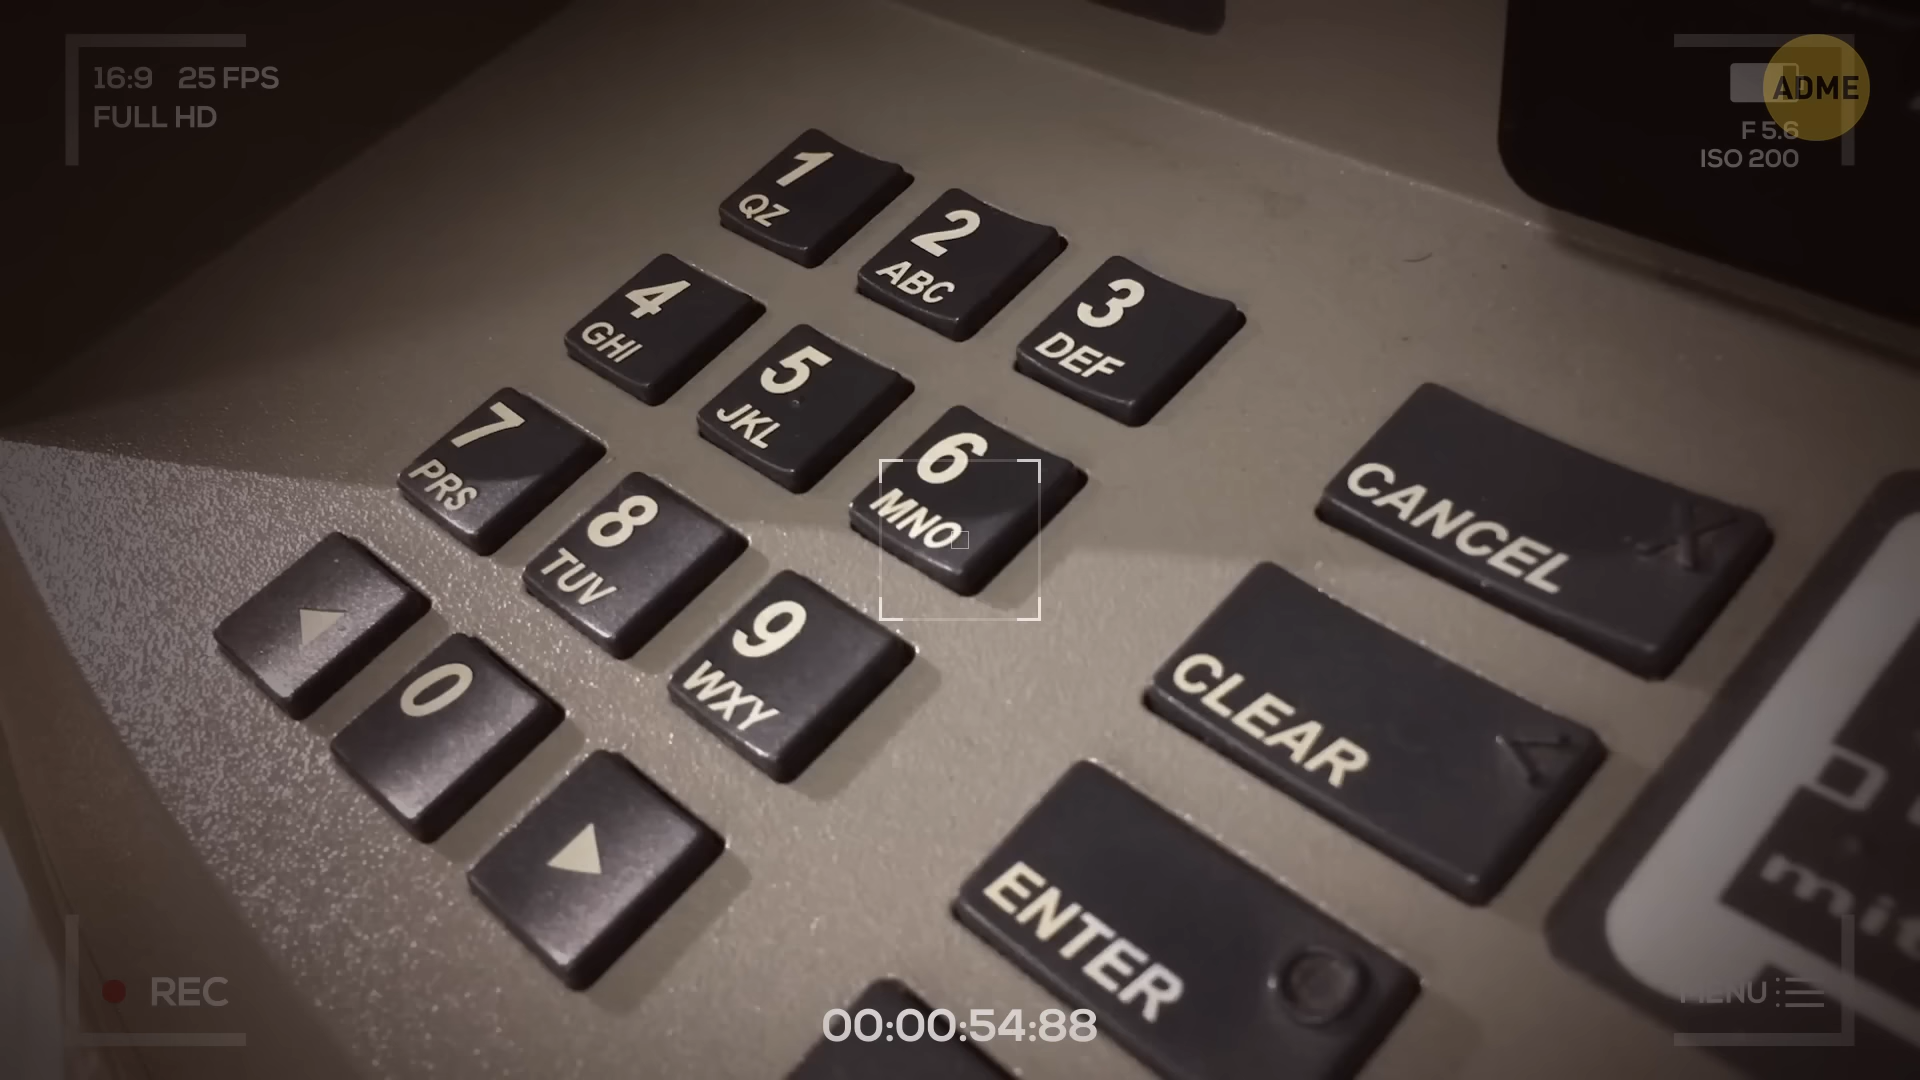 16:9 25 FPS
FULL HD
ADME
F 5.6
ISO 200
1
QZ
2
ABC
3
DEF
4
GHI
5
JKL
6
MNO
7
PRS
8
TUV
9
WXY
0
CANCEL
X
CLEAR
<
ENTER
REC
00:00:54:88
MENU